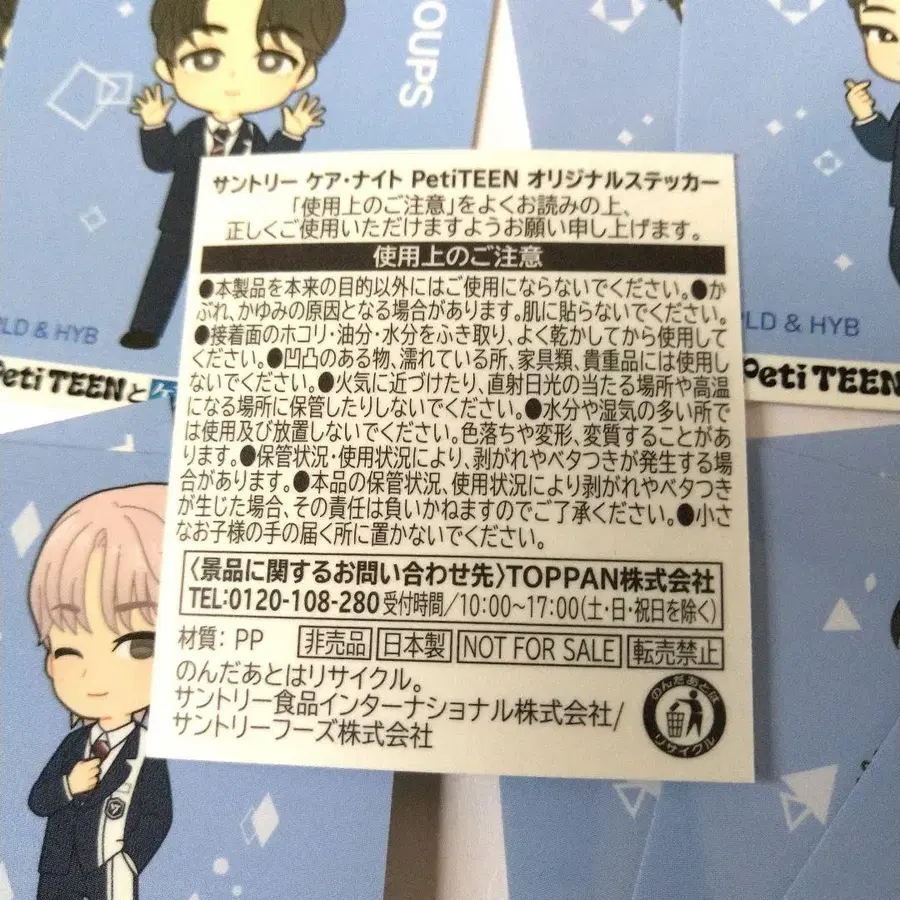 OUPS
PLD & HYB
Peti TEENとケ
PLD & HYB
Peti TEEN
サントリー ケア・ナイト PetiTEEN オリジナルステッカー
「使用上のご注意」をよくお読みの上、
正しくご使用いただけますようお願い申し上げます。
使用上のご注意
●本製品を本来の目的以外にはご使用にならないでください。●か
ぶれ、かゆみの原因となる場合があります。肌に貼らないでください。
●接着面のホコリ・油分・水分をふき取り、よく乾かしてから使用して
ください。●凹凸のある物、濡れている所、家具類、貴重品には使用し
ないでください。●火気に近づけたり、直射日光の当たる場所や高温
になる場所に保管したりしないでください。●水分や湿気の多い所で
は使用及び放置しないでください。色落ちや変形、変質することがあ
ります。●保管状況・使用状況により、剥がれやベタつきが発生する場
合があります。●本品の保管状況、使用状況により剥がれやベタつき
が生じた場合、その責任は負いかねますのでご了承ください。●小さ
なお子様の手の届く所に置かないでください。
〈景品に関するお問い合わせ先〉TOPPAN株式会社
TEL:0120-108-280 受付時間/10:00~17:00(土・日・祝日を除く)
材質：PP 非売品 日本製 NOT FOR SALE 転売禁止
のんだあとはリサイクル。
サントリー食品インターナショナル株式会社/
サントリーフーズ株式会社
のんだあとは
リサイクル